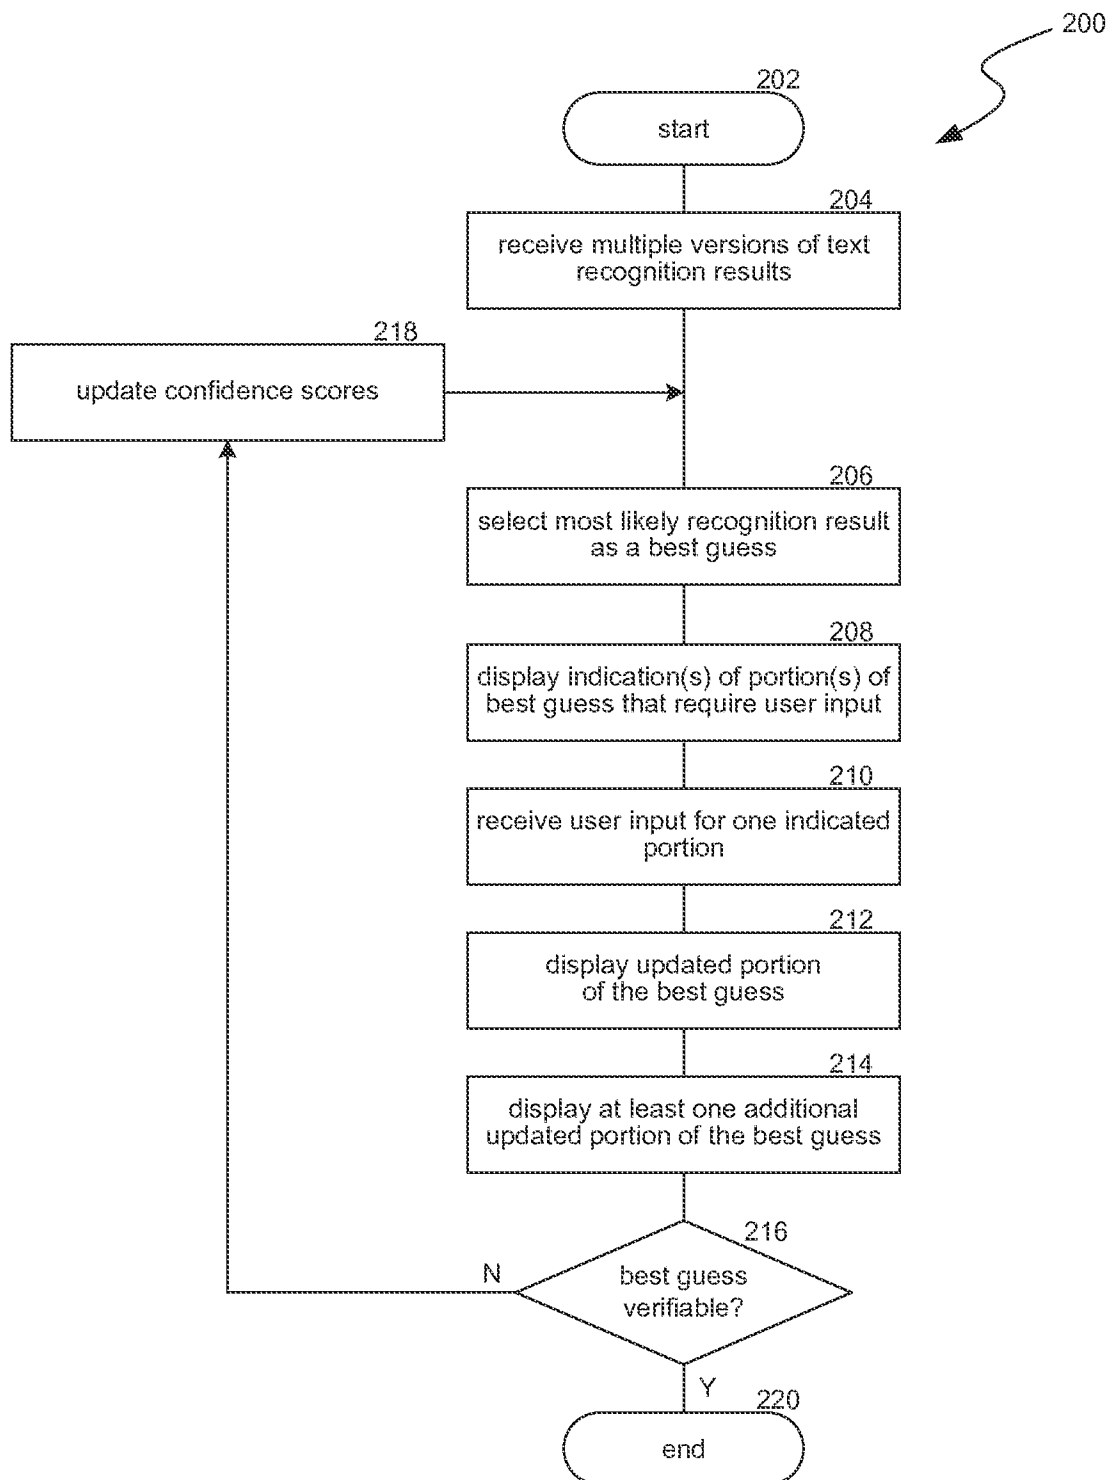 200
202
start
204
receive multiple versions of text
recognition results
218
update confidence scores
206
select most likely recognition result
as a best guess
208
display indication(s) of portion(s) of
best guess that require user input
210
receive user input for one indicated
portion
212
display updated portion
of the best guess
214
display at least one additional
updated portion of the best guess
216
best guess
verifiable?
N
Y
220
end